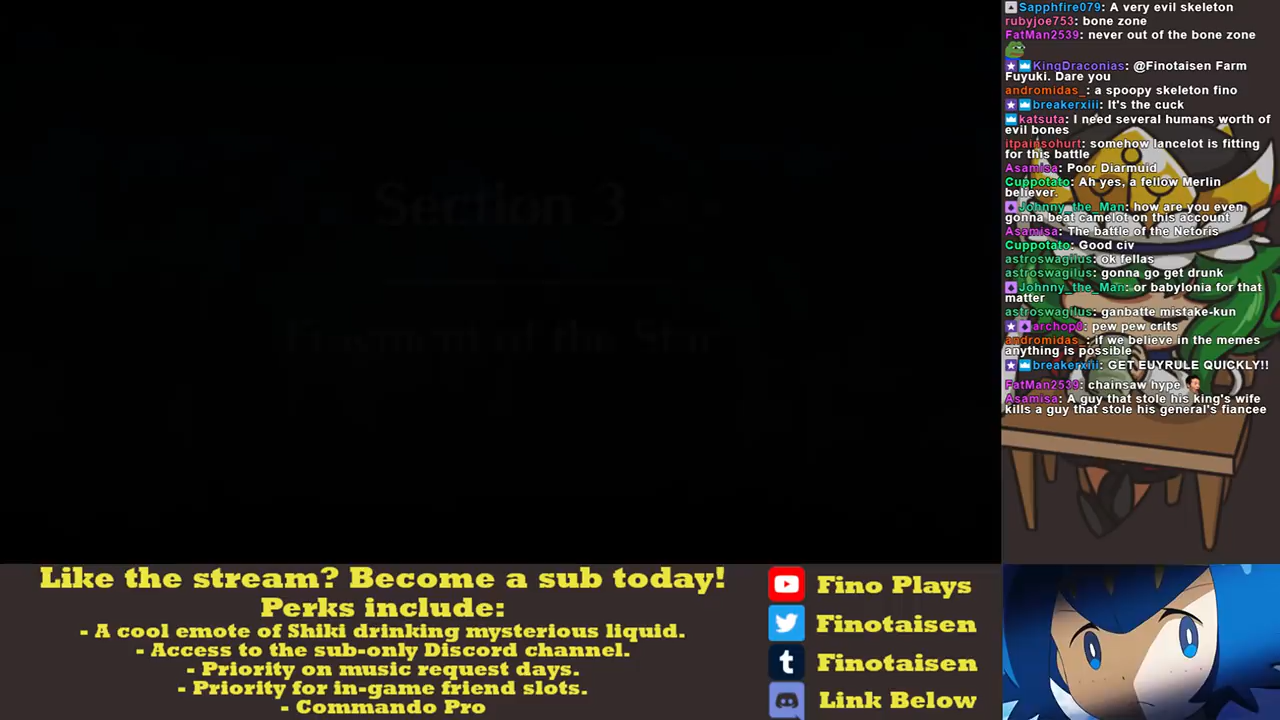 Section 3
Sapphfire079: A very evil skeleton
rubyjoe753: bone zone
FatMan2539: never out of the bone zone
KingDraconias: @Finotaisen Farm
Fuyuki. Dare you
andromidas_: a spoopy skeleton fino
breakerxiii: It's the cuck
katsuta: I need several humans worth of
evil bones
itpainsohurt: somehow lancelot is fitting
for this battle
Asamisa: Poor Diarmuid
Cuppotato: Ah yes, a fellow Merlin
believer.
Johnny_the_Man: how are you even
gonna beat camelot on this account
Asamisa: The battle of the Netoris
Cuppotato: Good civ
astroswagilus: ok fellas
astroswagilus: gonna go get drunk
Johnny_the_Man: or babylonia for that
matter
astroswagilus: ganbatte mistake-kun
archop0: pew pew crits
andromidas_: if we believe in the memes
anything is possible
breakerxiii: GET EUYRULE QUICKLY!!
FatMan2539: chainsaw hype
Asamisa: A guy that stole his king's wife
kills a guy that stole his general's fiancee
Like the stream? Become a sub today!
Perks include:
- A cool emote of Shiki drinking mysterious liquid.
- Access to the sub-only Discord channel.
- Priority on music request days.
- Priority for in-game friend slots.
- Commando Pro
Fino Plays
Finotaisen
Finotaisen
Link Below